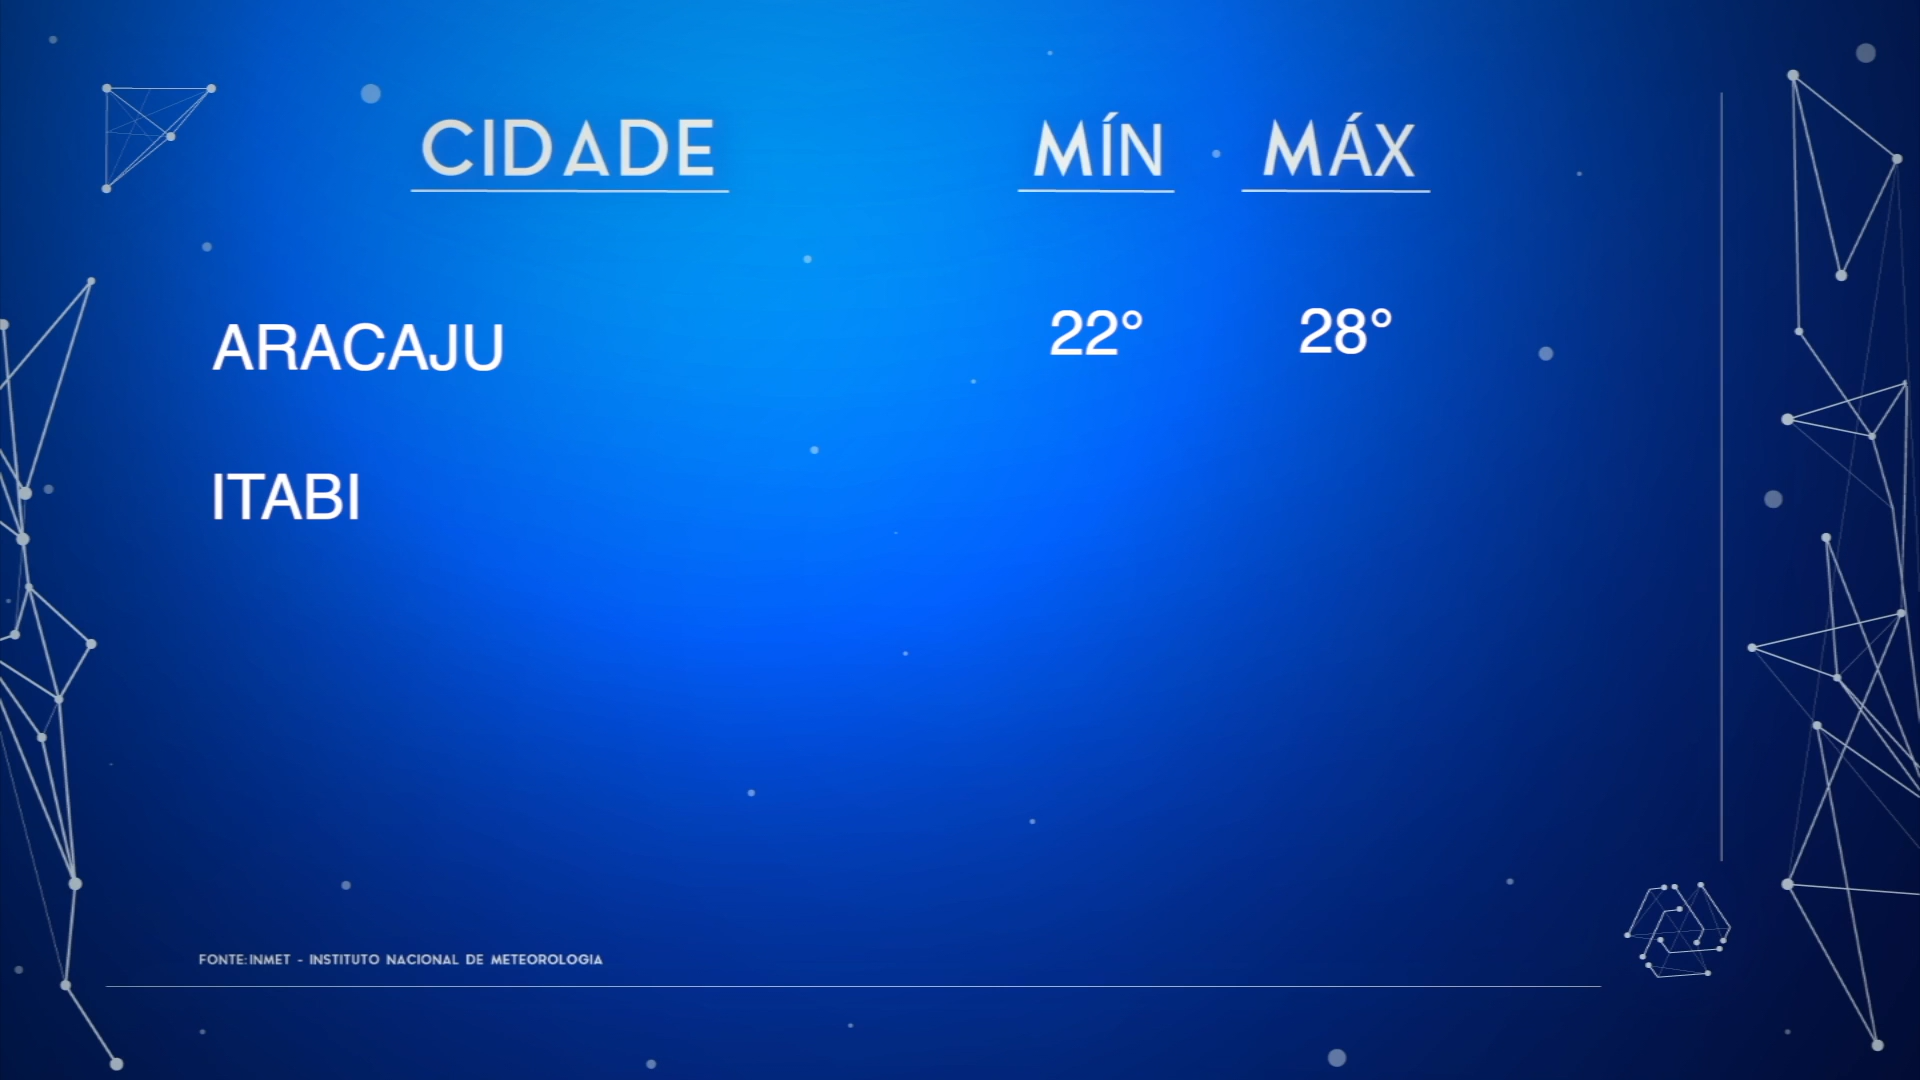 CIDADE MÍN MÁX
ARACAJU 22° 28°
ITABI
FONTE:INMET - INSTITUTO NACIONAL DE METEOROLOGIA